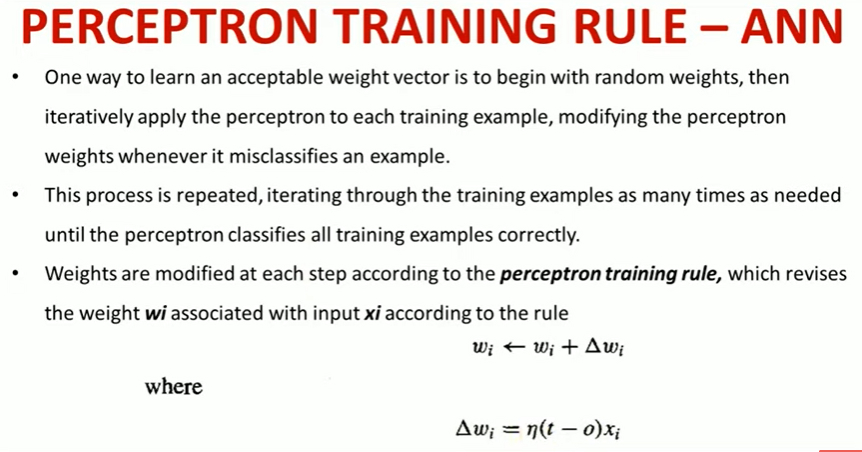 PERCEPTRON TRAINING RULE – ANN
• One way to learn an acceptable weight vector is to begin with random weights, then
iteratively apply the perceptron to each training example, modifying the perceptron
weights whenever it misclassifies an example.
• This process is repeated, iterating through the training examples as many times as needed
until the perceptron classifies all training examples correctly.
• Weights are modified at each step according to the perceptron training rule, which revises
the weight wi associated with input xi according to the rule
wᵢ ← wᵢ + Δwᵢ
where
Δwᵢ = η(t − o)xᵢ